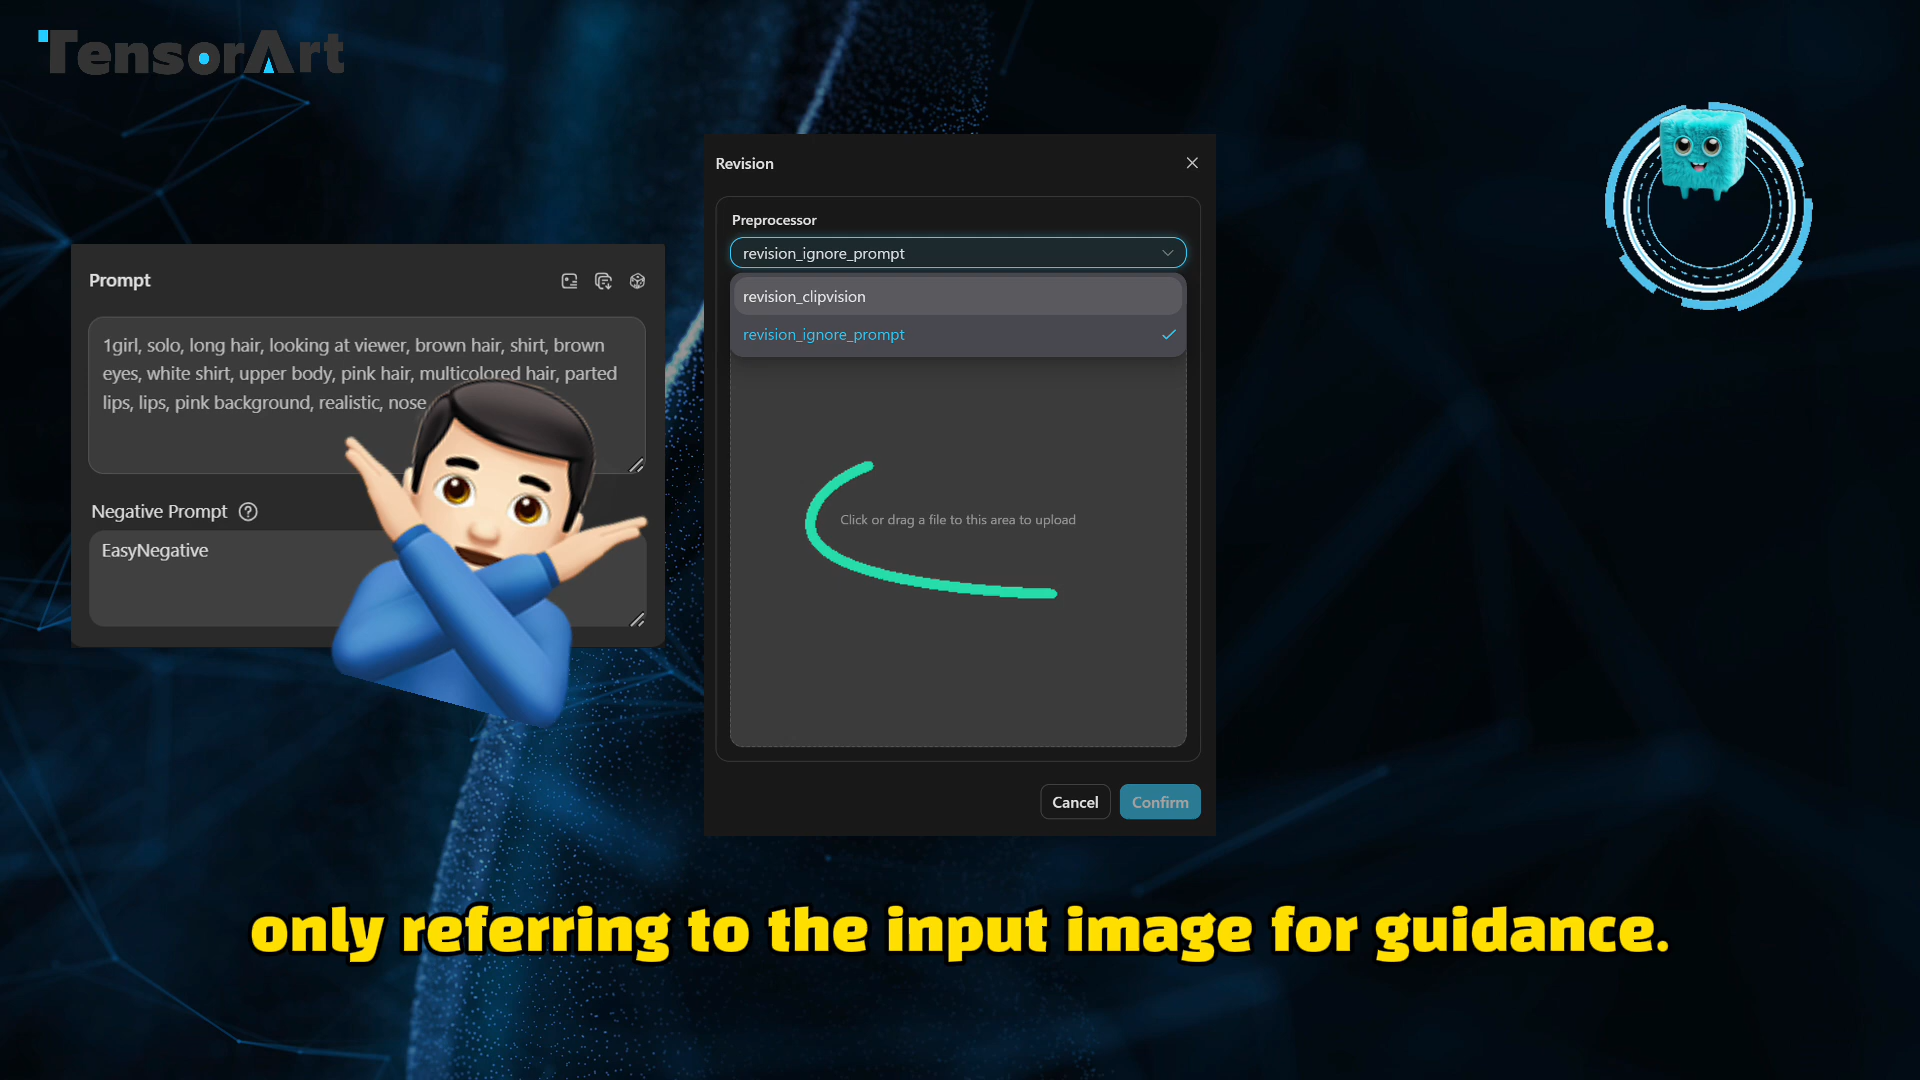 TensorArt
Prompt
1girl, solo, long hair, looking at viewer, brown hair, shirt, brown
eyes, white shirt, upper body, pink hair, multicolored hair, parted
lips, lips, pink background, realistic, nose
Negative Prompt ?
EasyNegative
Revision
Preprocessor
revision_ignore_prompt
revision_clipvision
revision_ignore_prompt
Click or drag a file to this area to upload
Cancel
Confirm
only referring to the input image for guidance.